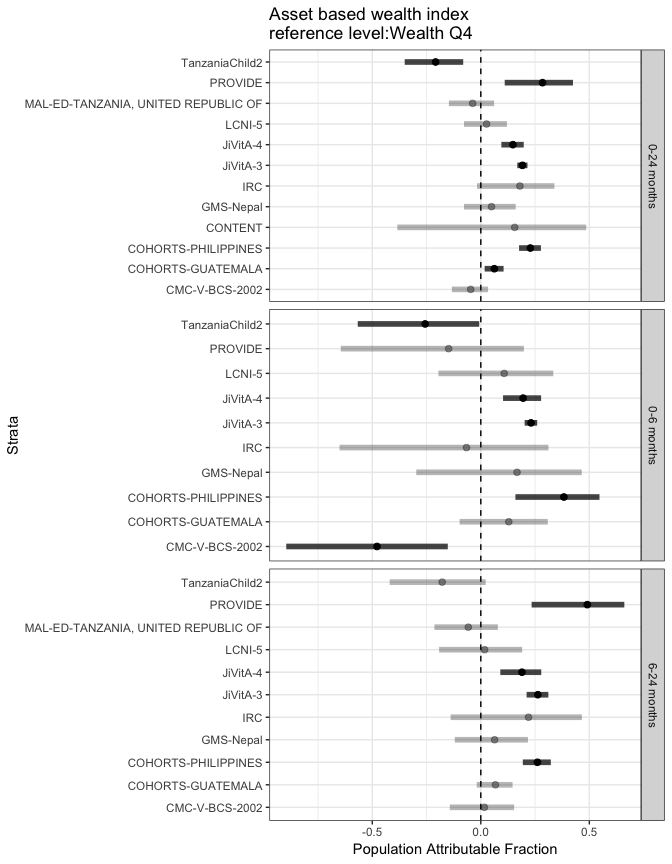 Asset based wealth index
reference level:Wealth Q4
TanzaniaChild2
PROVIDE
MAL-ED-TANZANIA, UNITED REPUBLIC OF
LCNI-5
JiVitA-4
JiVitA-3
IRC
GMS-Nepal
CONTENT
COHORTS-PHILIPPINES
COHORTS-GUATEMALA
CMC-V-BCS-2002
0-24 months
TanzaniaChild2
PROVIDE
LCNI-5
JiVitA-4
JiVitA-3
IRC
GMS-Nepal
COHORTS-PHILIPPINES
COHORTS-GUATEMALA
CMC-V-BCS-2002
0-6 months
Strata
TanzaniaChild2
PROVIDE
MAL-ED-TANZANIA, UNITED REPUBLIC OF
LCNI-5
JiVitA-4
JiVitA-3
IRC
GMS-Nepal
COHORTS-PHILIPPINES
COHORTS-GUATEMALA
CMC-V-BCS-2002
6-24 months
-0.5 0.0 0.5
Population Attributable Fraction